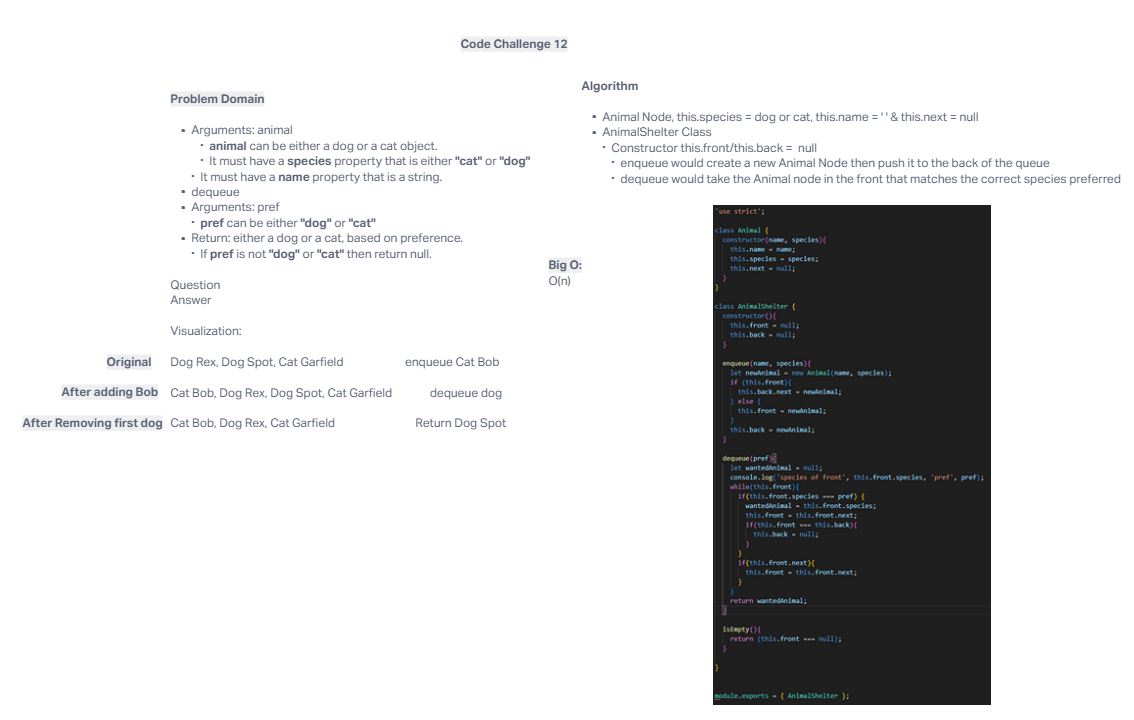 Code Challenge 12
Problem Domain
• Arguments: animal
• animal can be either a dog or a cat object.
• It must have a species property that is either "cat" or "dog"
• It must have a name property that is a string.
• dequeue
• Arguments: pref
• pref can be either "dog" or "cat"
• Return: either a dog or a cat, based on preference.
• If pref is not "dog" or "cat" then return null.
Question
Answer
Visualization:
Original Dog Rex, Dog Spot, Cat Garfield enqueue Cat Bob
After adding Bob Cat Bob, Dog Rex, Dog Spot, Cat Garfield dequeue dog
After Removing first dog Cat Bob, Dog Rex, Cat Garfield Return Dog Spot
Big O:
O(n)
Algorithm
• Animal Node, this.species = dog or cat, this.name = ' ' & this.next = null
• AnimalShelter Class
• Constructor this.front/this.back = null
• enqueue would create a new Animal Node then push it to the back of the queue
• dequeue would take the Animal node in the front that matches the correct species preferred
'use strict';
class Animal {
constructor(name, species){
this.name = name;
this.species = species;
this.next = null;
}
}
class AnimalShelter {
constructor(){
this.front = null;
this.back = null;
}
enqueue(name, species){
let newAnimal = new Animal(name, species);
if (this.front){
this.back.next = newAnimal;
} else {
this.front = newAnimal;
}
this.back = newAnimal;
}
dequeue(pref){
let wantedAnimal = null;
console.log('species of front', this.front.species, 'pref', pref);
while(this.front){
if(this.front.species === pref) {
wantedAnimal = this.front.species;
this.front = this.front.next;
if(this.front === this.back){
this.back = null;
}
}
if(this.front.next){
this.front = this.front.next;
}
}
return wantedAnimal;
}
isEmpty(){
return (this.front === null);
}
}
module.exports = { AnimalShelter };